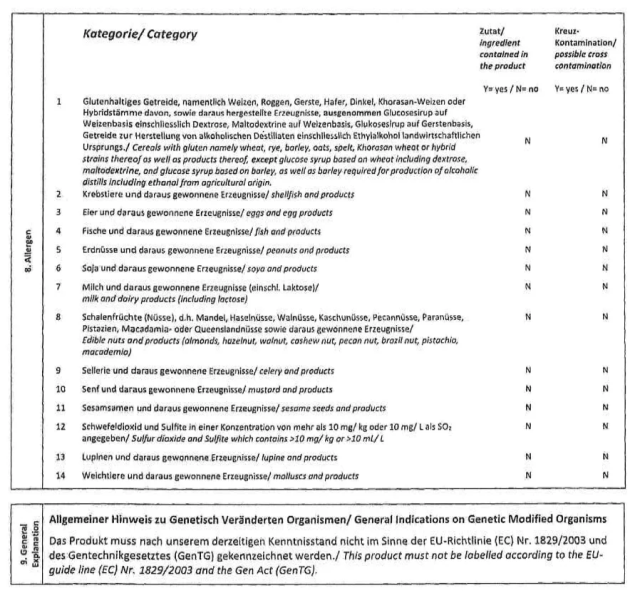 Kategorie/ Category
Zutat/
ingredient
contained in
the product
Kreuz-
Kontamination/
possible cross
contamination
Y= yes / N= no
Y= yes / N= no
8. Allergen
1
Glutenhaltiges Getreide, namentlich Weizen, Roggen, Gerste, Hafer, Dinkel, Khorasan-Weizen oder
Hybridstämme davon, sowie daraus hergestellte Erzeugnisse, ausgenommen Glucosesirup auf
Weizenbasis einschliesslich Dextrose, Maltodextrine auf Weizenbasis, Glukosesirup auf Gerstenbasis,
Getreide zur Herstellung von alkoholischen Destillaten einschliesslich Ethylalkohol landwirtschaftlichen
Ursprungs./ Cereals with gluten namely wheat, rye, barley, oats, spelt, Khorasan wheat or hybrid
strains thereof as well as products thereof, except glucose syrup based on wheat including dextrose,
maltodextrine, and glucose syrup based on barley, as well as barley required for production of alcoholic
distills including ethanal from agricultural origin.
N N
2 Krebstiere und daraus gewonnene Erzeugnisse/ shellfish and products N N
3 Eier und daraus gewonnene Erzeugnisse/ eggs and egg products N N
4 Fische und daraus gewonnene Erzeugnisse/ fish and products N N
5 Erdnüsse und daraus gewonnene Erzeugnisse/ peanuts and products N N
6 Soja und daraus gewonnene Erzeugnisse/ soya and products N N
7 Milch und daraus gewonnene Erzeugnisse (einschl. Laktose)/ N N
milk and dairy products (including lactose)
8 Schalenfrüchte (Nüsse), d.h. Mandel, Haselnüsse, Walnüsse, Kaschunüsse, Pecannüsse, Paranüsse, N N
Pistazien, Macadamia- oder Queenslandnüsse sowie daraus gewonnene Erzeugnisse/
Edible nuts and products (almonds, hazelnut, walnut, cashew nut, pecan nut, brazil nut, pistachio,
macademia)
9 Sellerie und daraus gewonnene Erzeugnisse/ celery and products N N
10 Senf und daraus gewonnene Erzeugnisse/ mustard and products N N
11 Sesamsamen und daraus gewonnene Erzeugnisse/ sesame seeds and products N N
12 Schwefeldioxid und Sulfite in einer Konzentration von mehr als 10 mg/ kg oder 10 mg/ L als SO₂ N N
angegeben/ Sulfur dioxide and Sulfite which contains >10 mg/ kg or >10 mL/ L
13 Lupinen und daraus gewonnene Erzeugnisse/ lupine and products N N
14 Weichtiere und daraus gewonnene Erzeugnisse/ molluscs and products N N
9. General
Explanation
Allgemeiner Hinweis zu Genetisch Veränderten Organismen/ General Indications on Genetic Modified Organisms
Das Produkt muss nach unserem derzeitigen Kenntnisstand nicht im Sinne der EU-Richtlinie (EC) Nr. 1829/2003 und
des Gentechnikgesetztes (GenTG) gekennzeichnet werden./ This product must not be labelled according to the EU-
guide line (EC) Nr. 1829/2003 and the Gen Act (GenTG).